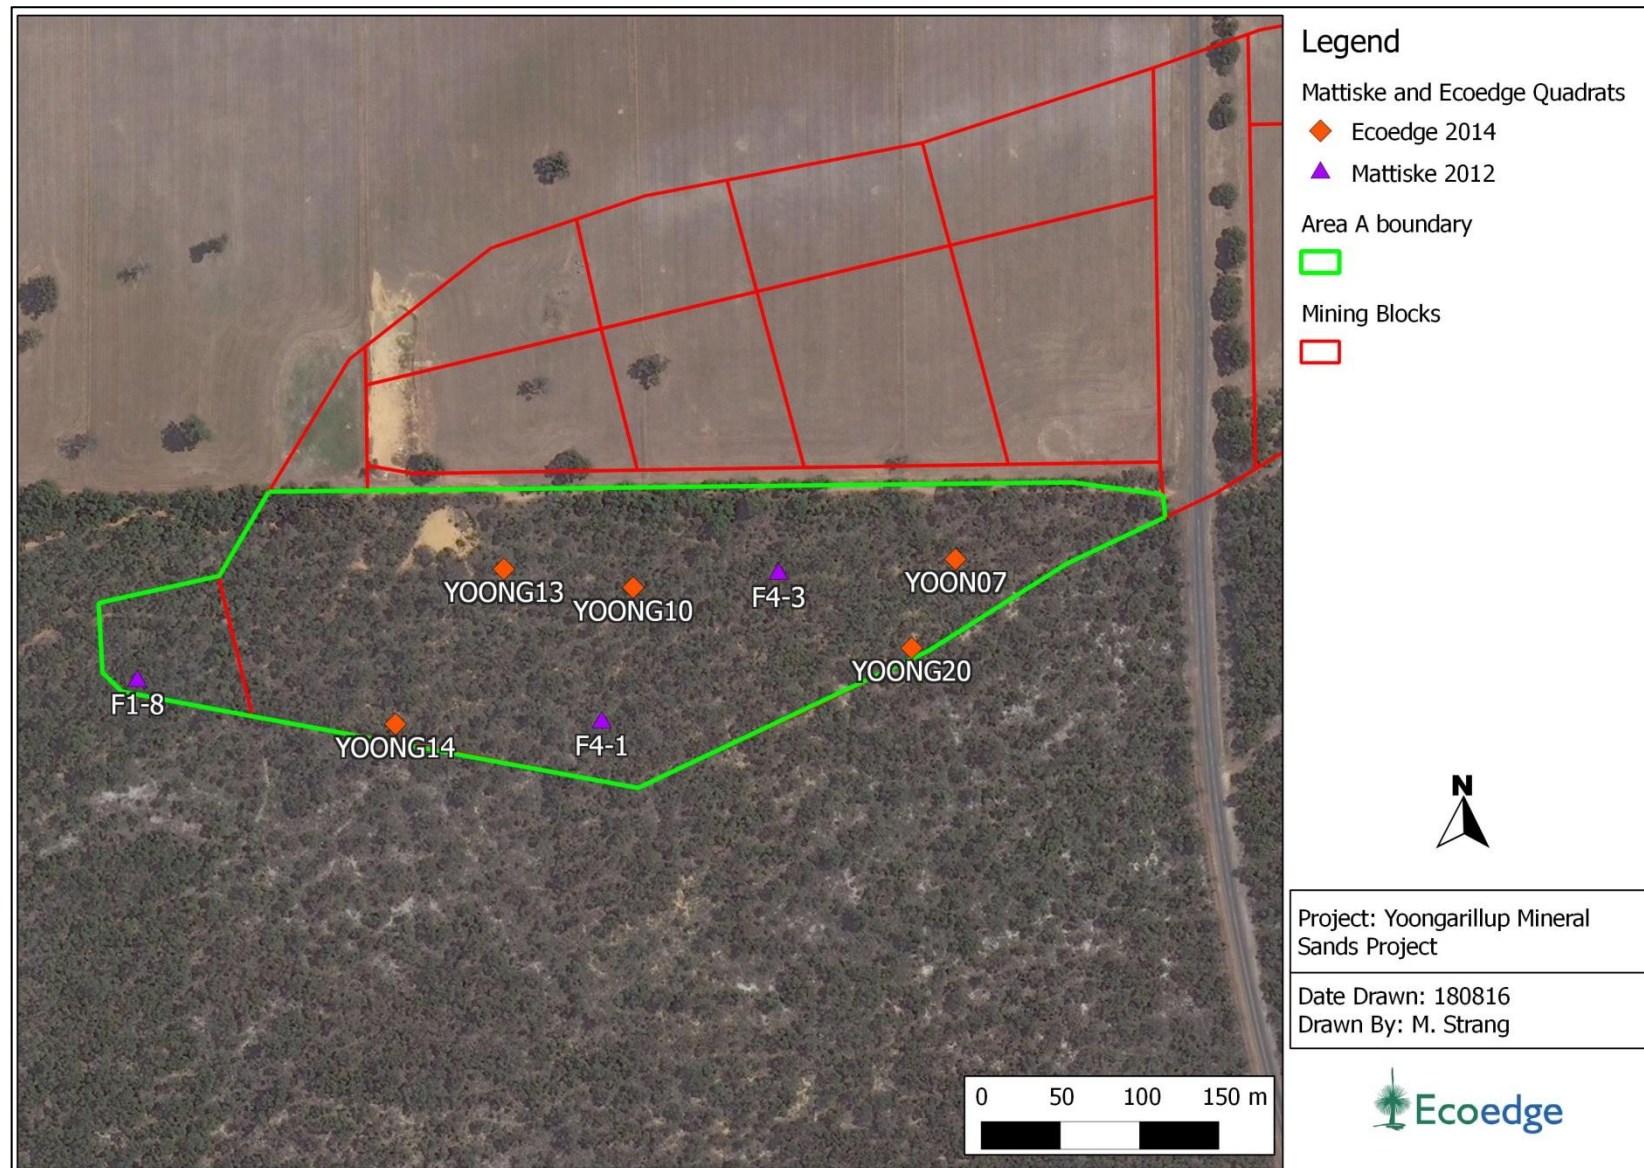 Legend
Mattiske and Ecoedge Quadrats
Ecoedge 2014
Mattiske 2012
Area A boundary
Mining Blocks
YOONG13
YOONG10
F4-3
YOON07
YOONG20
F1-8
YOONG14
F4-1
N
Project: Yoongarillup Mineral
Sands Project
Date Drawn: 180816
Drawn By: M. Strang
0 50 100 150 m
Ecoedge